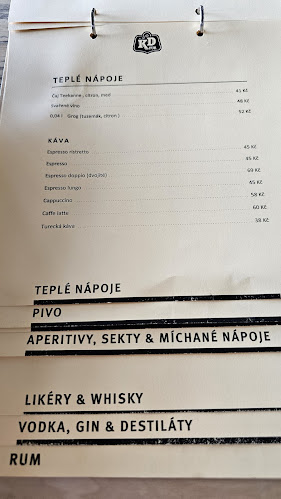 KD
TEPLÉ NÁPOJE
Čaj Teekanne, citron, med 45 Kč
Svařené víno 48 Kč
0,04 l Grog (tuzemák, citron) 52 Kč
KÁVA
Espresso ristretto 45 Kč
Espresso 45 Kč
Espresso doppio (dvojité) 69 Kč
Espresso lungo 45 Kč
Cappuccino 58 Kč
Caffe latte 60 Kč
Turecká káva 38 Kč
TEPLÉ NÁPOJE
PIVO
APERITIVY, SEKTY & MÍCHANÉ NÁPOJE
LIKÉRY & WHISKY
VODKA, GIN & DESTILÁTY
RUM